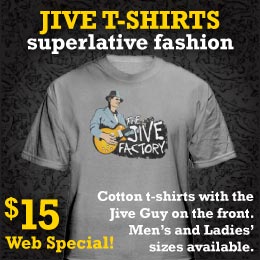 JIVE T-SHIRTS
superlative fashion
THE
JIVE
FACTORY
Cotton t-shirts with the
Jive Guy on the front.
Men's and Ladies'
sizes available.
$15
Web Special!